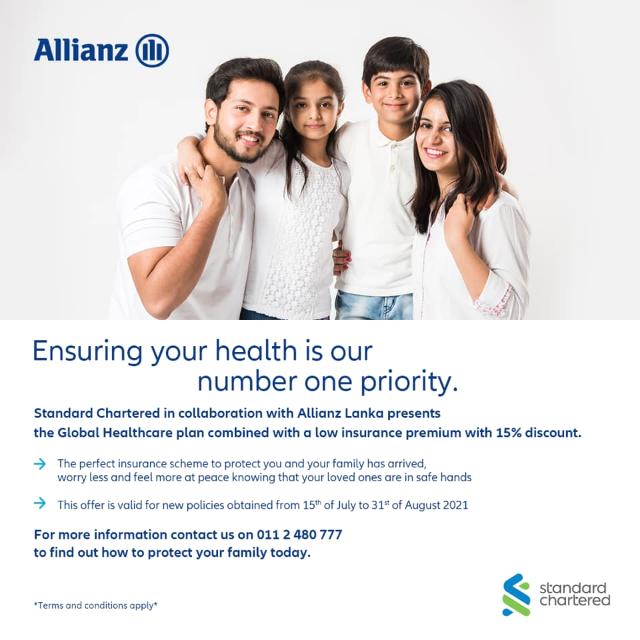 Allianz
Ensuring your health is our
number one priority.
Standard Chartered in collaboration with Allianz Lanka presents
the Global Healthcare plan combined with a low insurance premium with 15% discount.
The perfect insurance scheme to protect you and your family has arrived,
worry less and feel more at peace knowing that your loved ones are in safe hands
This offer is valid for new policies obtained from 15th of July to 31st of August 2021
For more information contact us on 011 2 480 777
to find out how to protect your family today.
*Terms and conditions apply*
standard
chartered